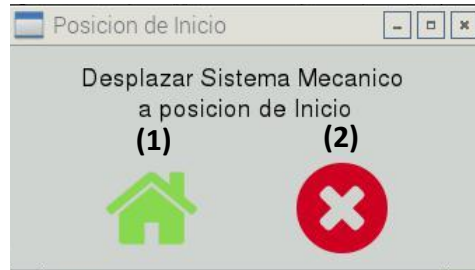 Posicion de Inicio
Desplazar Sistema Mecanico
a posicion de Inicio
(1) (2)